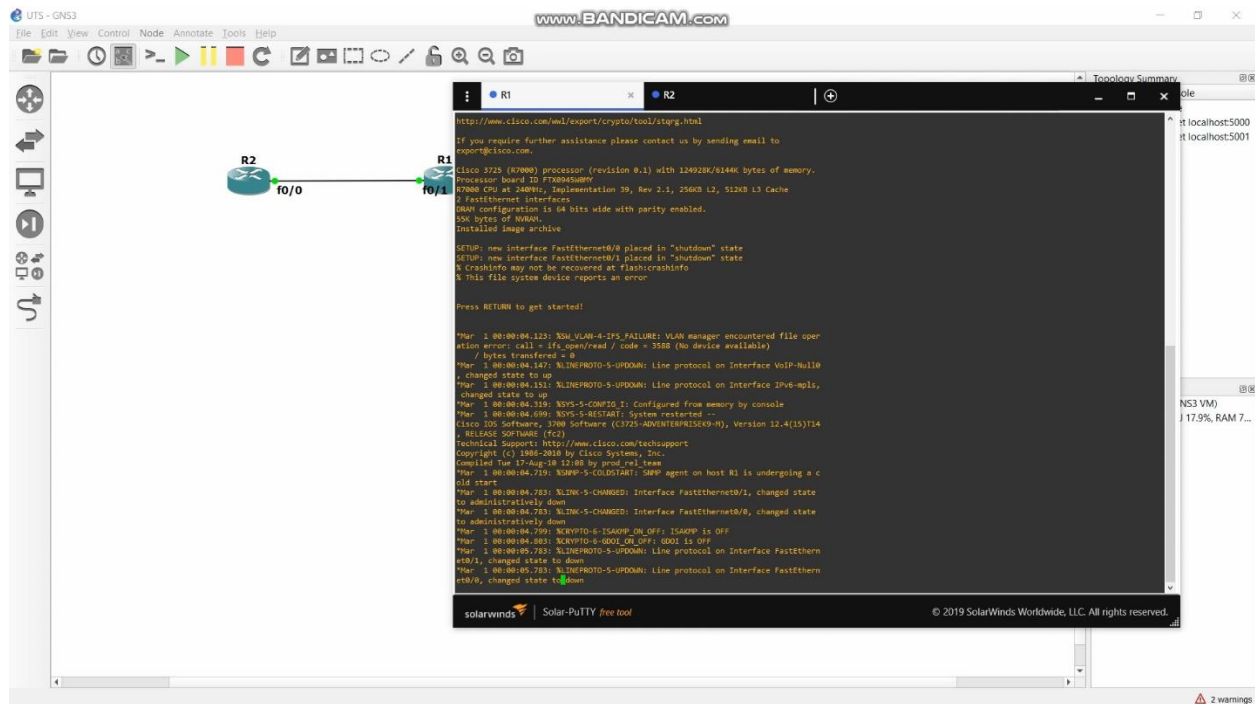 UTS - GNS3
www.BANDICAM.com
File Edit View Control Node Annotate Tools Help
Topology Summary
ole
et localhost:5000
et localhost:5001
R2
f0/0
R1
f0/1
R1
R2
http://www.cisco.com/wwl/export/crypto/tool/stqrg.html
If you require further assistance please contact us by sending email to
export@cisco.com.
Cisco 3725 (R7000) processor (revision 0.1) with 124928K/6144K bytes of memory.
Processor board ID FTX0945W0MY
R7000 CPU at 240MHz, Implementation 39, Rev 2.1, 256KB L2, 512KB L3 Cache
2 FastEthernet interfaces
DRAM configuration is 64 bits wide with parity enabled.
55K bytes of NVRAM.
Installed image archive
SETUP: new interface FastEthernet0/0 placed in "shutdown" state
SETUP: new interface FastEthernet0/1 placed in "shutdown" state
% Crashinfo may not be recovered at flash:crashinfo
% This file system device reports an error
Press RETURN to get started!
*Mar 1 00:00:04.123: %SW_VLAN-4-IFS_FAILURE: VLAN manager encountered file oper
ation error: call = ifs_open/read / code = 3588 (No device available)
/ bytes transfered = 0
*Mar 1 00:00:04.147: %LINEPROTO-5-UPDOWN: Line protocol on Interface VoIP-Null0
, changed state to up
*Mar 1 00:00:04.151: %LINEPROTO-5-UPDOWN: Line protocol on Interface IPv6-mpls,
changed state to up
*Mar 1 00:00:04.319: %SYS-5-CONFIG_I: Configured from memory by console
*Mar 1 00:00:04.699: %SYS-5-RESTART: System restarted --
Cisco IOS Software, 3700 Software (C3725-ADVENTERPRISEK9-M), Version 12.4(15)T14
, RELEASE SOFTWARE (fc2)
Technical Support: http://www.cisco.com/techsupport
Copyright (c) 1986-2010 by Cisco Systems, Inc.
Compiled Tue 17-Aug-10 12:08 by prod_rel_team
*Mar 1 00:00:04.719: %SNMP-5-COLDSTART: SNMP agent on host R1 is undergoing a c
old start
*Mar 1 00:00:04.783: %LINK-5-CHANGED: Interface FastEthernet0/1, changed state
to administratively down
*Mar 1 00:00:04.783: %LINK-5-CHANGED: Interface FastEthernet0/0, changed state
to administratively down
*Mar 1 00:00:04.799: %CRYPTO-6-ISAKMP_ON_OFF: ISAKMP is OFF
*Mar 1 00:00:04.803: %CRYPTO-6-GDOI_ON_OFF: GDOI is OFF
*Mar 1 00:00:05.783: %LINEPROTO-5-UPDOWN: Line protocol on Interface FastEthern
et0/1, changed state to down
*Mar 1 00:00:05.783: %LINEPROTO-5-UPDOWN: Line protocol on Interface FastEthern
et0/0, changed state to down
NS3 VM)
U 17.9%, RAM 7...
solarwinds Solar-PuTTY free tool
© 2019 SolarWinds Worldwide, LLC. All rights reserved.
2 warnings